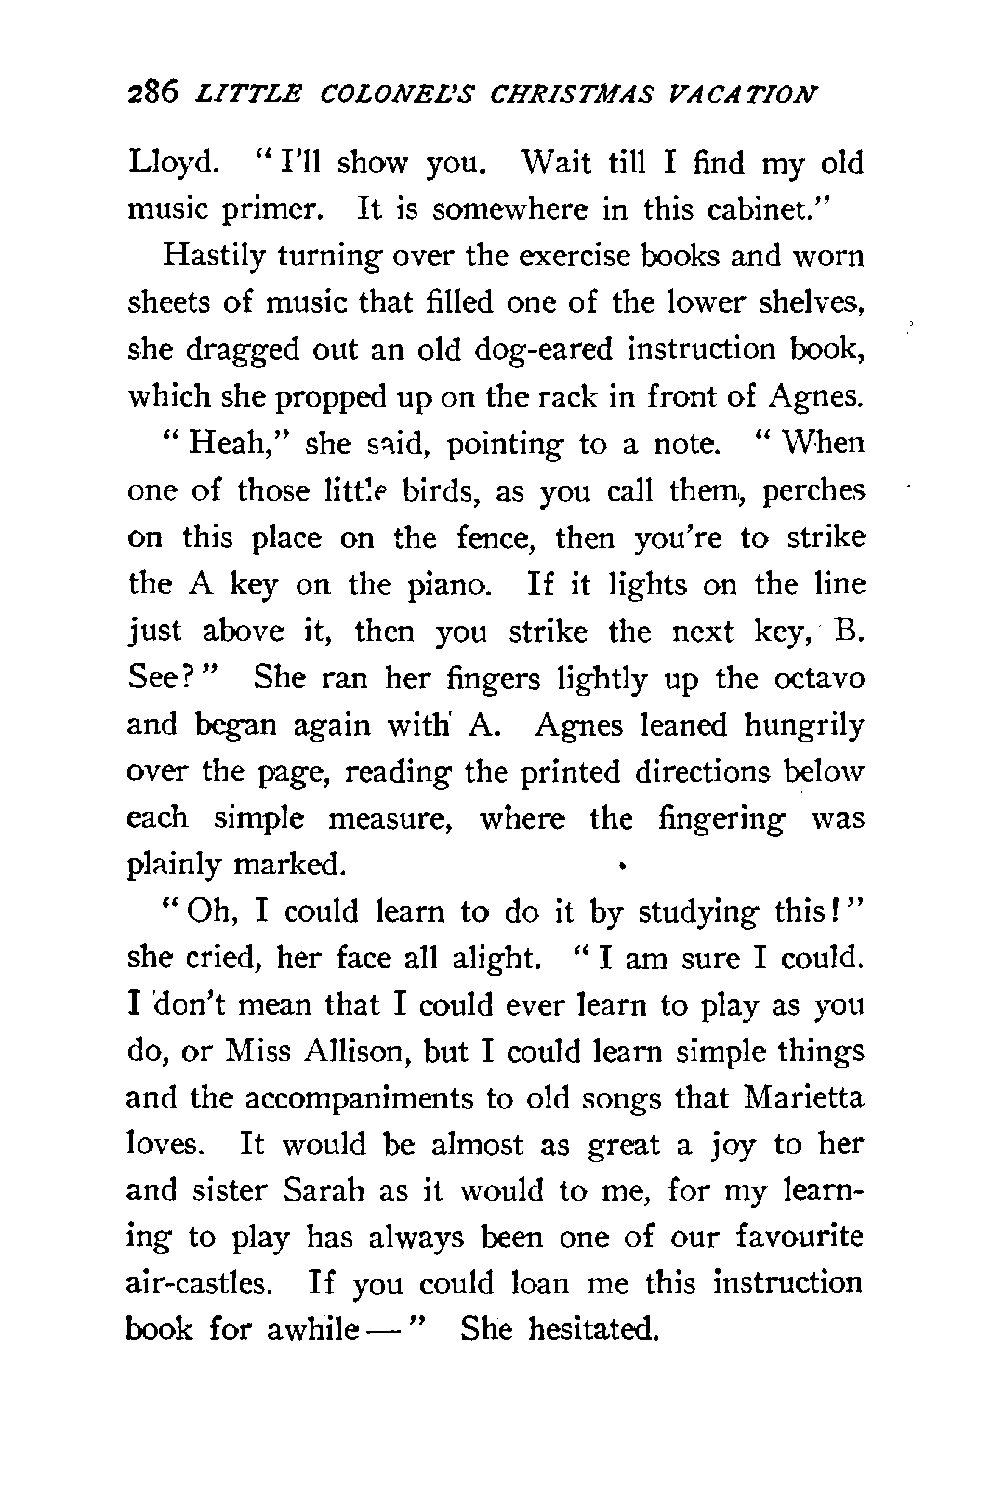 286 LITTLE COLONEL'S CHRISTMAS VACATION
Lloyd. "I'll show you. Wait till I find my old
music primer. It is somewhere in this cabinet."
Hastily turning over the exercise books and worn
sheets of music that filled one of the lower shelves,
she dragged out an old dog-eared instruction book,
which she propped up on the rack in front of Agnes.
"Heah," she said, pointing to a note. "When
one of those little birds, as you call them, perches
on this place on the fence, then you're to strike
the A key on the piano. If it lights on the line
just above it, then you strike the next key, B.
See?" She ran her fingers lightly up the octavo
and began again with A. Agnes leaned hungrily
over the page, reading the printed directions below
each simple measure, where the fingering was
plainly marked.
"Oh, I could learn to do it by studying this!"
she cried, her face all alight. "I am sure I could.
I don't mean that I could ever learn to play as you
do, or Miss Allison, but I could learn simple things
and the accompaniments to old songs that Marietta
loves. It would be almost as great a joy to her
and sister Sarah as it would to me, for my learn-
ing to play has always been one of our favourite
air-castles. If you could loan me this instruction
book for awhile—" She hesitated.